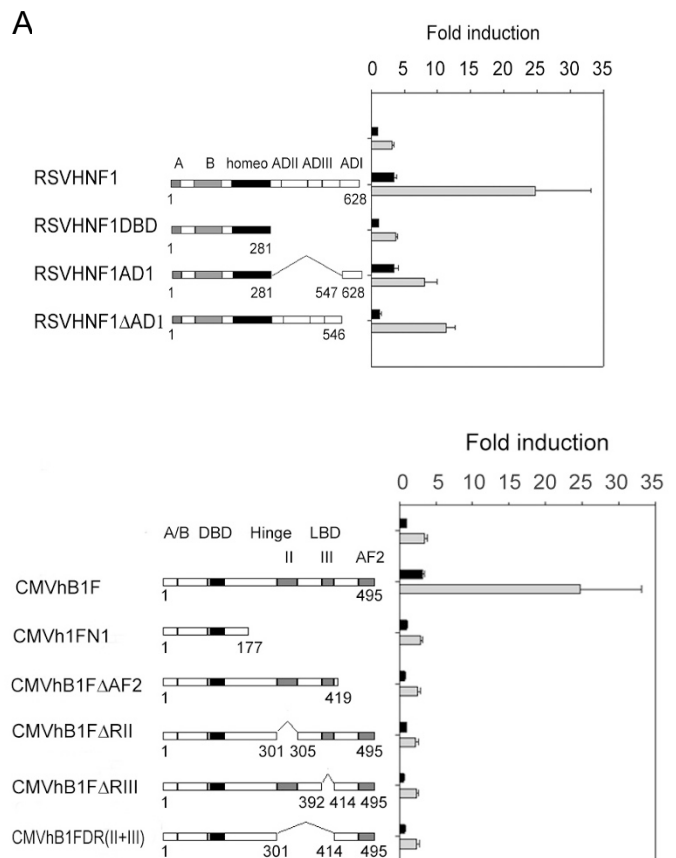 A
Fold induction
0 5 10 15 20 25 30 35
A B homeo ADII ADIII ADI
RSVHNF1
1 628
RSVHNF1DBD
1 281
RSVHNF1AD1
1 281 547 628
RSVHNF1ΔAD1
1 546
Fold induction
0 5 10 15 20 25 30 35
A/B DBD Hinge LBD
II III AF2
CMVhB1F
1 495
CMVh1FN1
1 177
CMVhB1FΔAF2
1 419
CMVhB1FΔRII
1 301 305 495
CMVhB1FΔRIII
1 392 414 495
CMVhB1FDR(II+III)
1 301 414 495